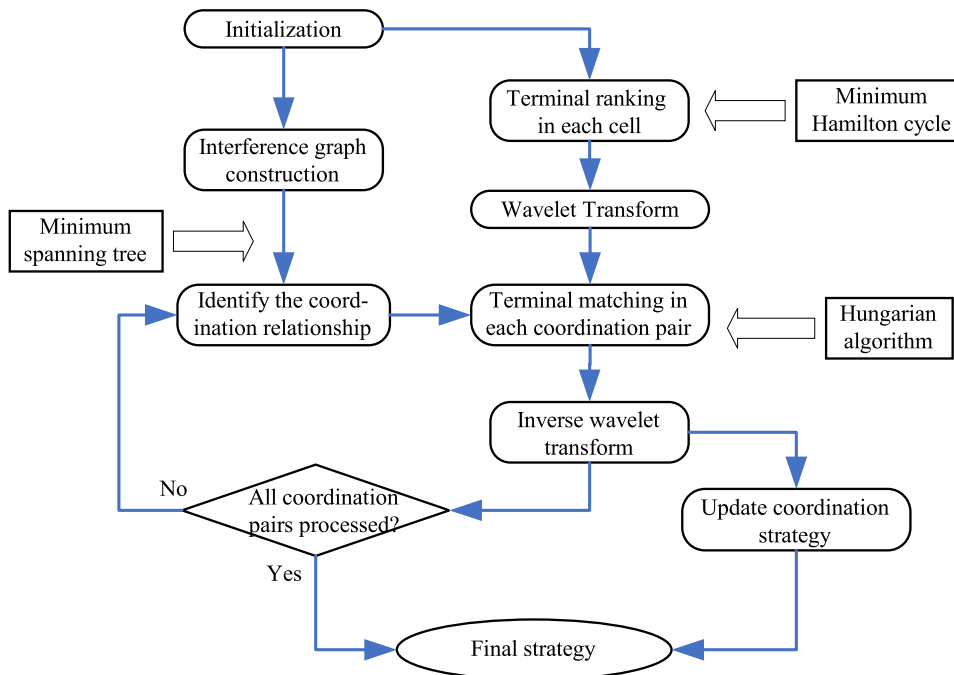 Initialization
Terminal ranking
in each cell
Minimum
Hamilton cycle
Interference graph
construction
Wavelet Transform
Minimum
spanning tree
Identify the coord-
ination relationship
Terminal matching in
each coordination pair
Hungarian
algorithm
Inverse wavelet
transform
No
All coordination
pairs processed?
Update coordination
strategy
Yes
Final strategy